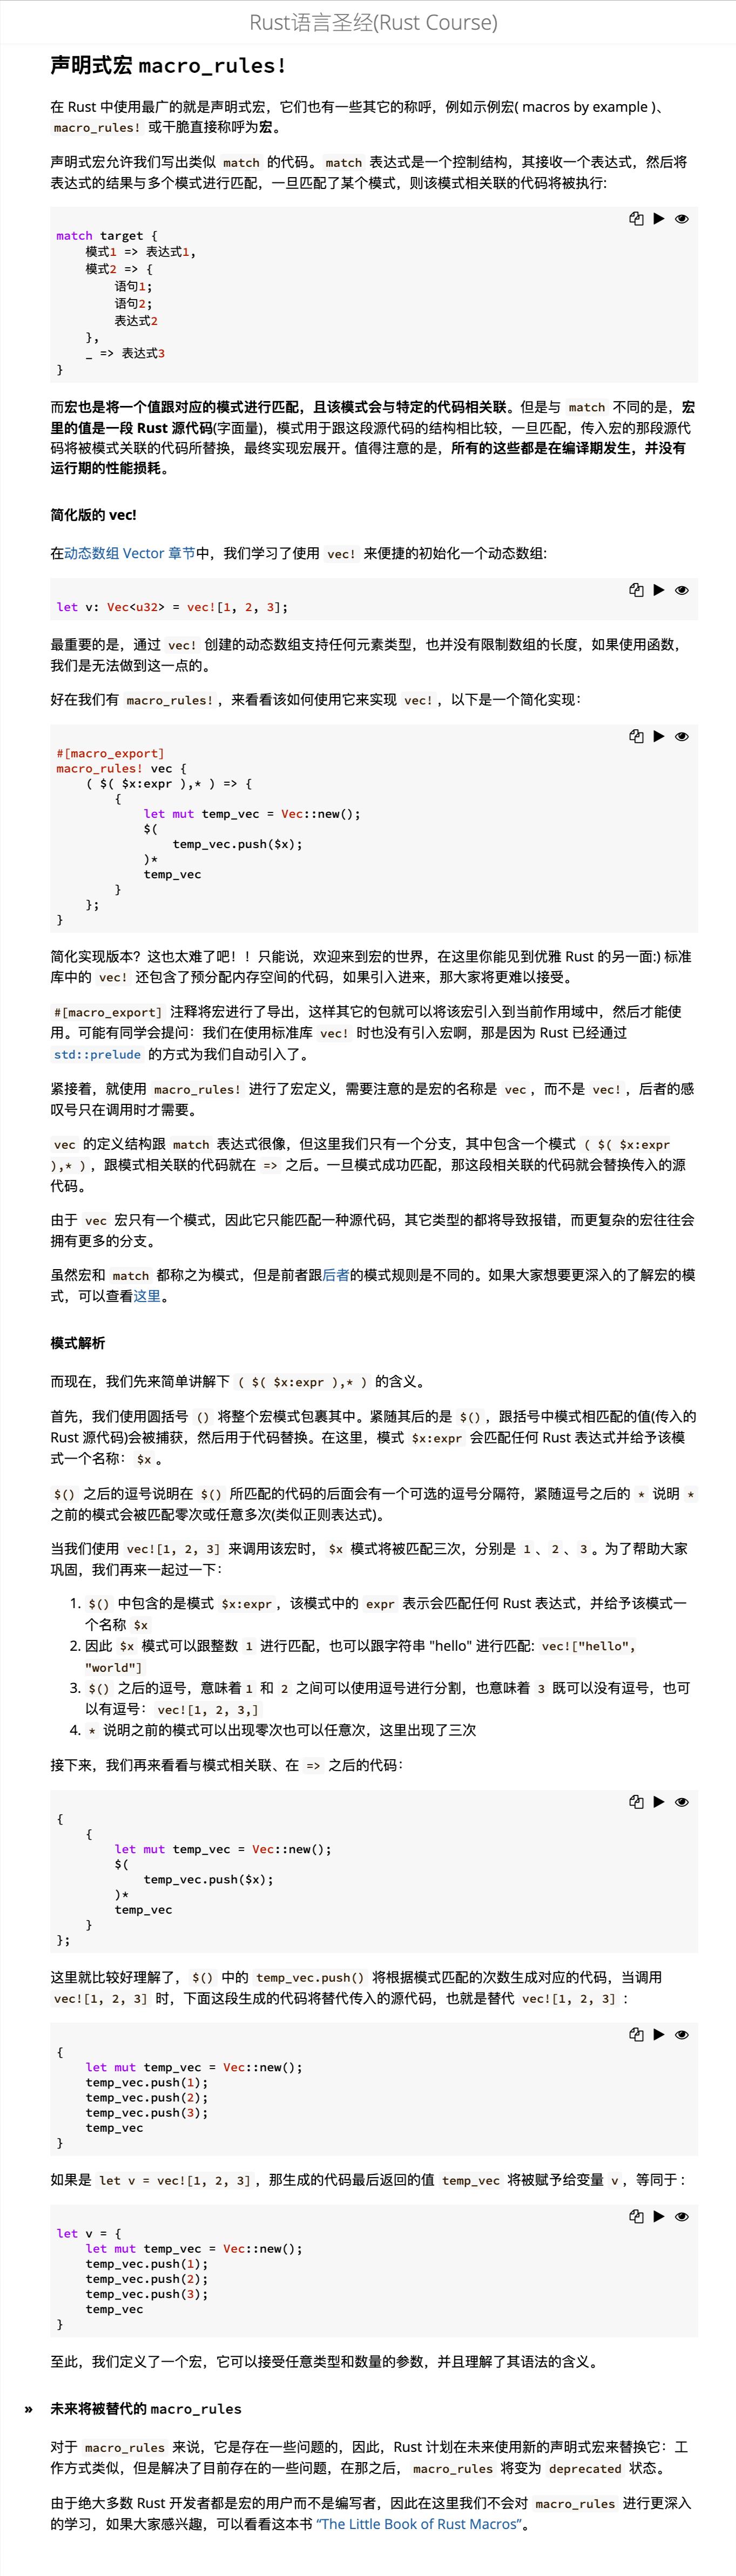 Rust语言圣经(Rust Course)
声明式宏 macro_rules!
在 Rust 中使用最广的就是声明式宏，它们也有一些其它的称呼，例如示例宏( macros by example )、
macro_rules! 或干脆直接称呼为宏。
声明式宏允许我们写出类似 match 的代码。match 表达式是一个控制结构，其接收一个表达式，然后将
表达式的结果与多个模式进行匹配，一旦匹配了某个模式，则该模式相关联的代码将被执行:
match target {
    模式1 => 表达式1,
    模式2 => {
        语句1;
        语句2;
        表达式2
    },
    _ => 表达式3
}
而宏也是将一个值跟对应的模式进行匹配，且该模式会与特定的代码相关联。但是与 match 不同的是，宏
里的值是一段 Rust 源代码(字面量)，模式用于跟这段源代码的结构相比较，一旦匹配，传入宏的那段源代
码将被模式关联的代码所替换，最终实现宏展开。值得注意的是，所有的这些都是在编译期发生，并没有
运行期的性能损耗。
简化版的 vec!
在动态数组 Vector 章节中，我们学习了使用 vec! 来便捷的初始化一个动态数组:
let v: Vec<u32> = vec![1, 2, 3];
最重要的是，通过 vec! 创建的动态数组支持任何元素类型，也并没有限制数组的长度，如果使用函数，
我们是无法做到这一点的。
好在我们有 macro_rules!，来看看该如何使用它来实现 vec!，以下是一个简化实现：
#[macro_export]
macro_rules! vec {
    ( $( $x:expr ),* ) => {
        {
            let mut temp_vec = Vec::new();
            $(
                temp_vec.push($x);
            )*
            temp_vec
        }
    };
}
简化实现版本？这也太难了吧！！只能说，欢迎来到宏的世界，在这里你能见到优雅 Rust 的另一面:) 标准
库中的 vec! 还包含了预分配内存空间的代码，如果引入进来，那大家将更难以接受。
#[macro_export] 注释将宏进行了导出，这样其它的包就可以将该宏引入到当前作用域中，然后才能使
用。可能有同学会提问：我们在使用标准库 vec! 时也没有引入宏啊，那是因为 Rust 已经通过
std::prelude 的方式为我们自动引入了。
紧接着，就使用 macro_rules! 进行了宏定义，需要注意的是宏的名称是 vec，而不是 vec!，后者的感
叹号只在调用时才需要。
vec 的定义结构跟 match 表达式很像，但这里我们只有一个分支，其中包含一个模式 ( $( $x:expr
),* )，跟模式相关联的代码就在 => 之后。一旦模式成功匹配，那这段相关联的代码就会替换传入的源
代码。
由于 vec 宏只有一个模式，因此它只能匹配一种源代码，其它类型的都将导致报错，而更复杂的宏往往会
拥有更多的分支。
虽然宏和 match 都称之为模式，但是前者跟后者的模式规则是不同的。如果大家想要更深入的了解宏的模
式，可以查看这里。
模式解析
而现在，我们先来简单讲解下 ( $( $x:expr ),* ) 的含义。
首先，我们使用圆括号 () 将整个宏模式包裹其中。紧随其后的是 $()，跟括号中模式相匹配的值(传入的
Rust 源代码)会被捕获，然后用于代码替换。在这里，模式 $x:expr 会匹配任何 Rust 表达式并给予该模
式一个名称：$x。
$() 之后的逗号说明在 $() 所匹配的代码的后面会有一个可选的逗号分隔符，紧随逗号之后的 * 说明 *
之前的模式会被匹配零次或任意多次(类似正则表达式)。
当我们使用 vec![1, 2, 3] 来调用该宏时，$x 模式将被匹配三次，分别是 1、2、3。为了帮助大家
巩固，我们再来一起过一下：
1. $() 中包含的是模式 $x:expr，该模式中的 expr 表示会匹配任何 Rust 表达式，并给予该模式一
个名称 $x
2. 因此 $x 模式可以跟整数 1 进行匹配，也可以跟字符串 "hello" 进行匹配: vec!["hello",
"world"]
3. $() 之后的逗号，意味着 1 和 2 之间可以使用逗号进行分割，也意味着 3 既可以没有逗号，也可
以有逗号：vec![1, 2, 3,]
4. * 说明之前的模式可以出现零次也可以任意次，这里出现了三次
接下来，我们再来看看与模式相关联、在 => 之后的代码：
{
    {
        let mut temp_vec = Vec::new();
        $(
            temp_vec.push($x);
        )*
        temp_vec
    }
};
这里就比较好理解了，$() 中的 temp_vec.push() 将根据模式匹配的次数生成对应的代码，当调用
vec![1, 2, 3] 时，下面这段生成的代码将替代传入的源代码，也就是替代 vec![1, 2, 3] ：
{
    let mut temp_vec = Vec::new();
    temp_vec.push(1);
    temp_vec.push(2);
    temp_vec.push(3);
    temp_vec
}
如果是 let v = vec![1, 2, 3]，那生成的代码最后返回的值 temp_vec 将被赋予给变量 v，等同于：
let v = {
    let mut temp_vec = Vec::new();
    temp_vec.push(1);
    temp_vec.push(2);
    temp_vec.push(3);
    temp_vec
}
至此，我们定义了一个宏，它可以接受任意类型和数量的参数，并且理解了其语法的含义。
» 未来将被替代的 macro_rules
对于 macro_rules 来说，它是存在一些问题的，因此，Rust 计划在未来使用新的声明式宏来替换它：工
作方式类似，但是解决了目前存在的一些问题，在那之后，macro_rules 将变为 deprecated 状态。
由于绝大多数 Rust 开发者都是宏的用户而不是编写者，因此在这里我们不会对 macro_rules 进行更深入
的学习，如果大家感兴趣，可以看看这本书 “The Little Book of Rust Macros”。